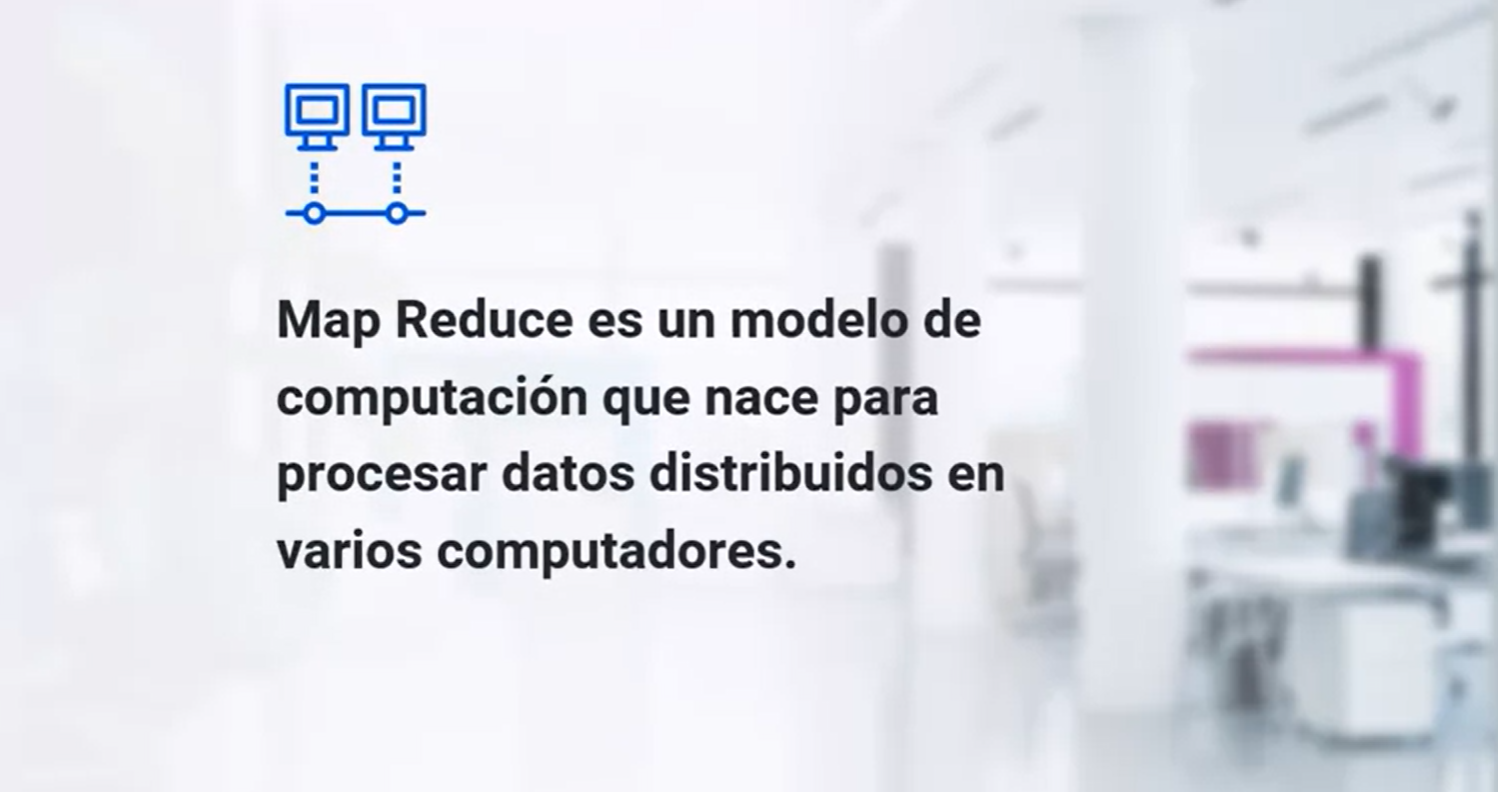 Map Reduce es un modelo de
computación que nace para
procesar datos distribuidos en
varios computadores.